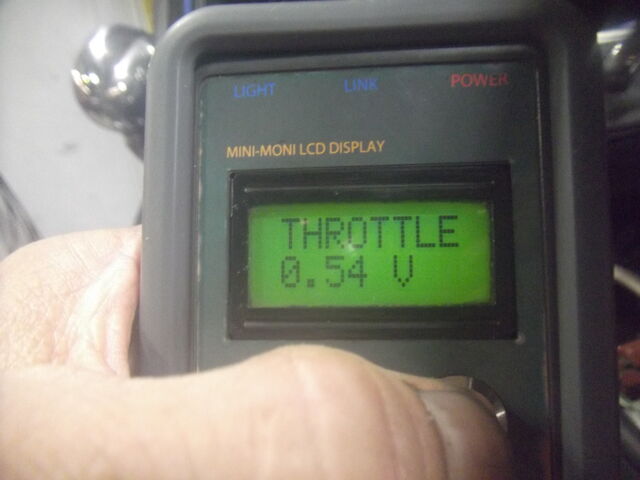 LIGHT LINK POWER
MINI-MONI LCD DISPLAY
THROTTLE
0.54 V